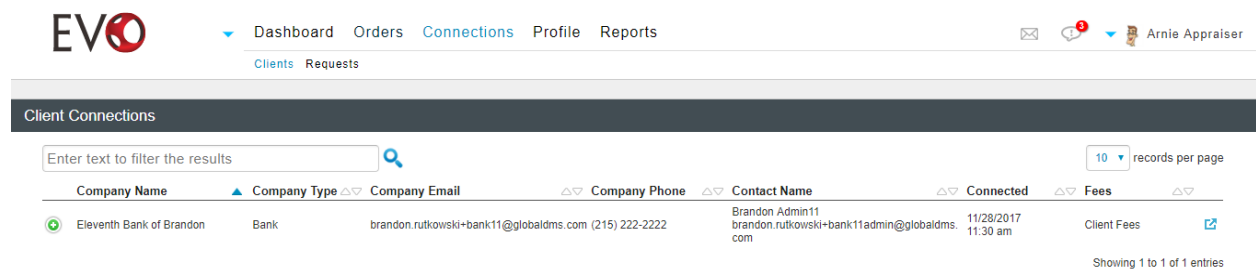 EVO
Dashboard Orders Connections Profile Reports
3
Arnie Appraiser
Clients Requests
Client Connections
Enter text to filter the results
10 records per page
Company Name Company Type Company Email Company Phone Contact Name Connected Fees
Eleventh Bank of Brandon Bank brandon.rutkowski+bank11@globaldms.com (215) 222-2222 Brandon Admin11 11/28/2017 Client Fees
brandon.rutkowski+bank11admin@globaldms. 11:30 am
com
Showing 1 to 1 of 1 entries